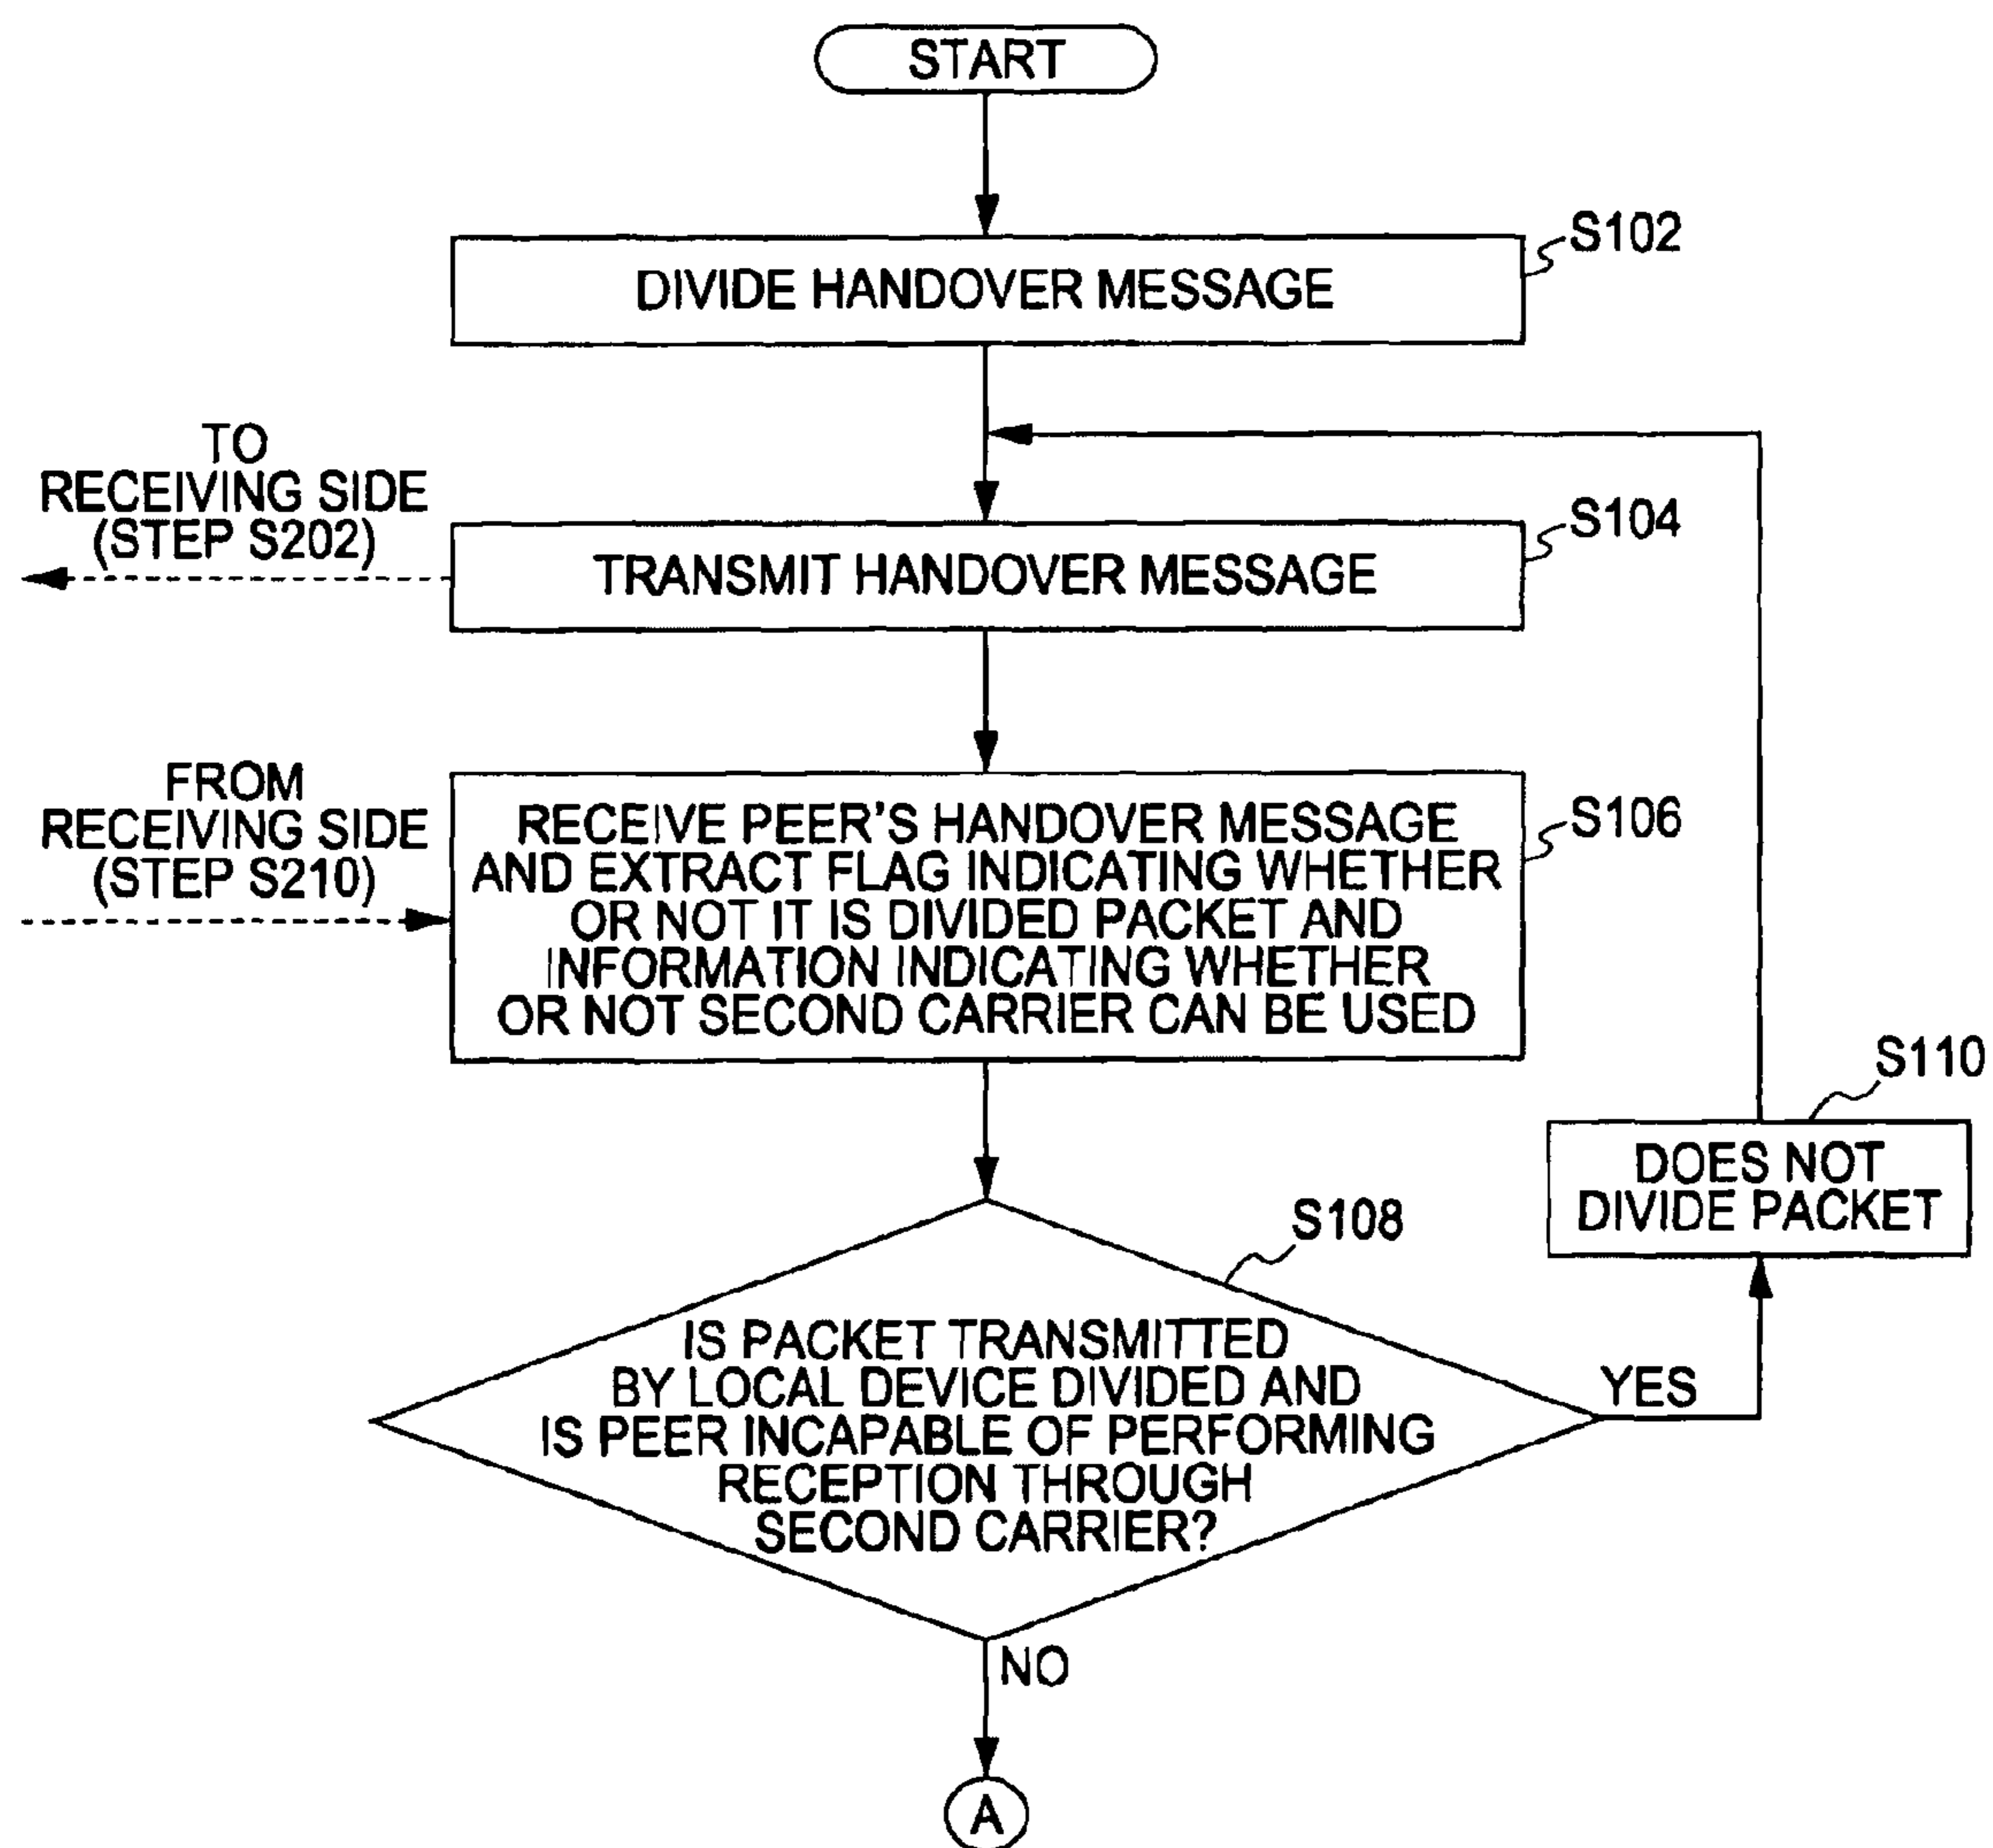 START
S102
DIVIDE HANDOVER MESSAGE
TO
RECEIVING SIDE
(STEP S202)
S104
TRANSMIT HANDOVER MESSAGE
FROM
RECEIVING SIDE
(STEP S210)
S106
RECEIVE PEER'S HANDOVER MESSAGE
AND EXTRACT FLAG INDICATING WHETHER
OR NOT IT IS DIVIDED PACKET AND
INFORMATION INDICATING WHETHER
OR NOT SECOND CARRIER CAN BE USED
S110
DOES NOT
DIVIDE PACKET
S108
IS PACKET TRANSMITTED
BY LOCAL DEVICE DIVIDED AND
IS PEER INCAPABLE OF PERFORMING
RECEPTION THROUGH
SECOND CARRIER?
YES
NO
A